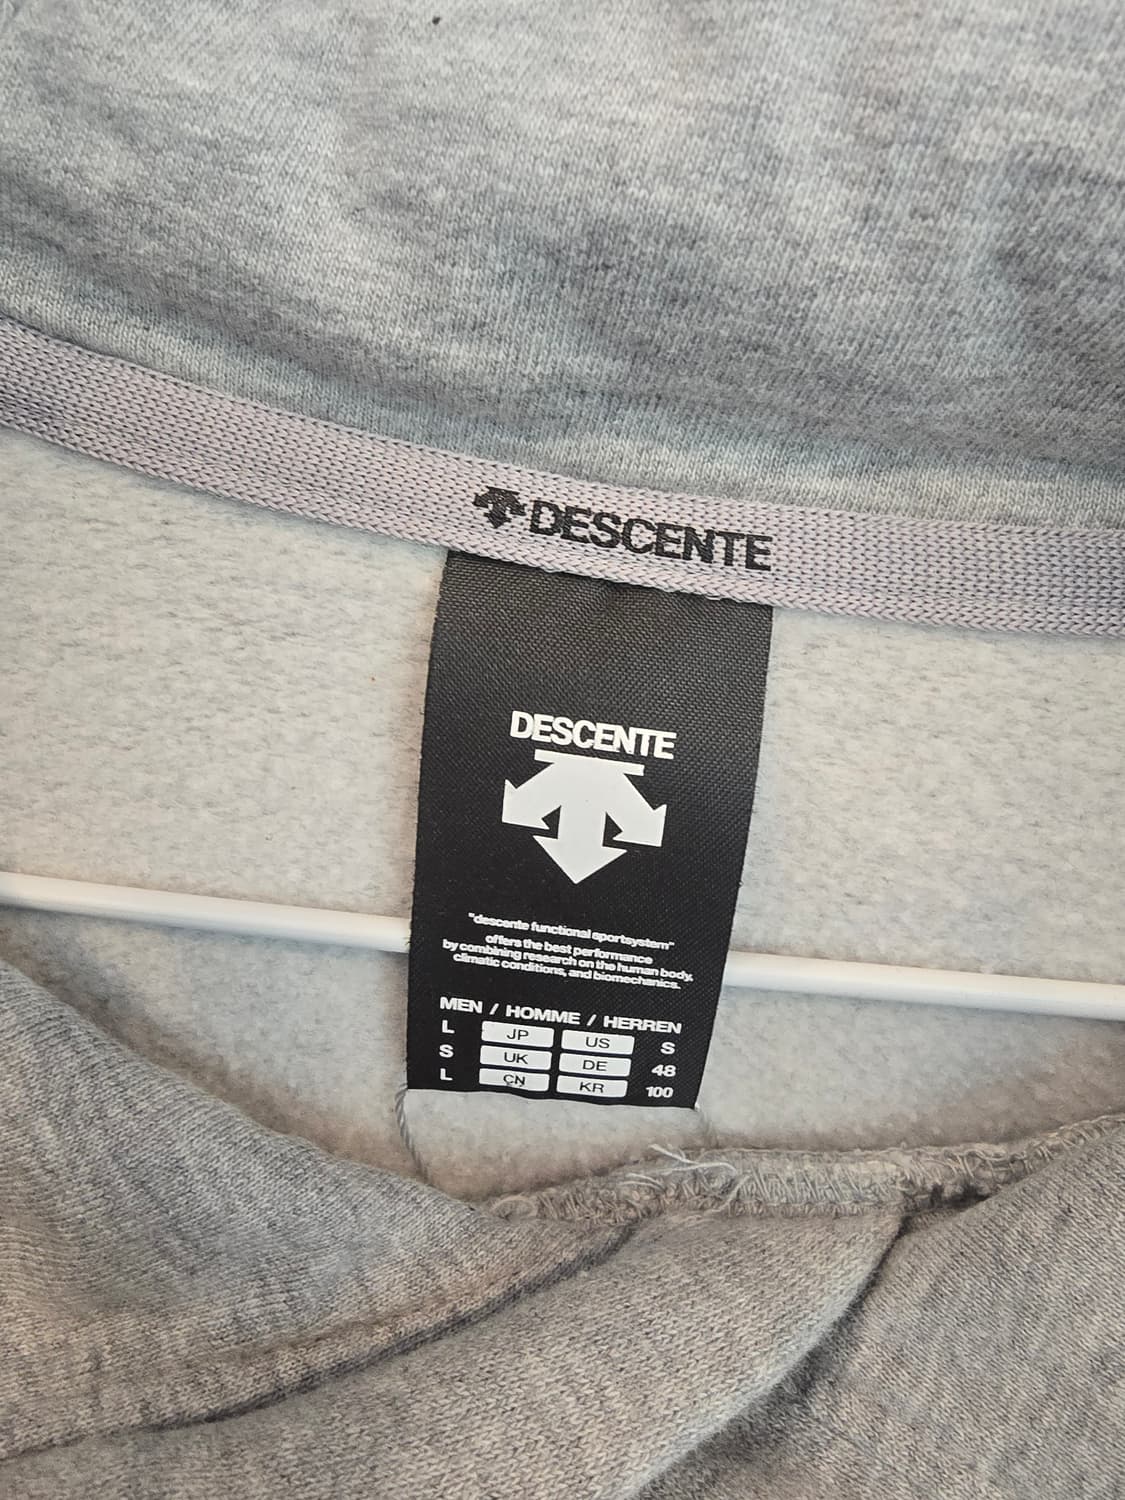 DESCENTE
DESCENTE
"descente functional sportsystem"
offers the best performance
by combining research on the human body,
climatic conditions, and biomechanics.
MEN / HOMME / HERREN
L JP US S
S UK DE 48
L CN KR 100